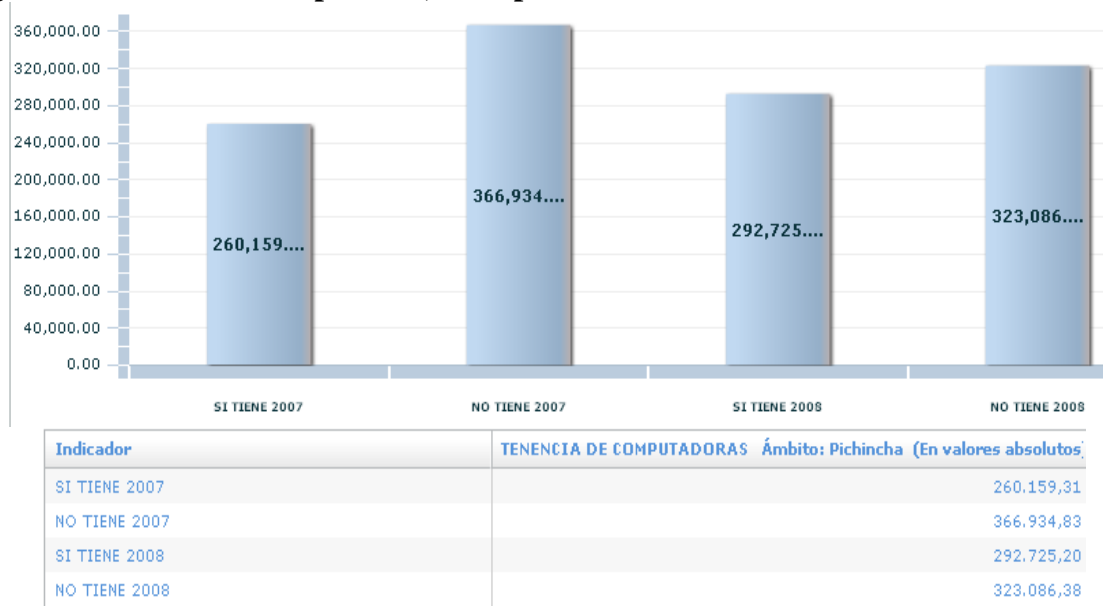 360,000.00
320,000.00
280,000.00
240,000.00
200,000.00
160,000.00
120,000.00
80,000.00
40,000.00
0.00
260,159....
366,934....
292,725....
323,086....
SI TIENE 2007
NO TIENE 2007
SI TIENE 2008
NO TIENE 2008
Indicador TENENCIA DE COMPUTADORAS Ámbito: Pichincha (En valores absolutos)
SI TIENE 2007 260.159,31
NO TIENE 2007 366.934,83
SI TIENE 2008 292.725,20
NO TIENE 2008 323.086,38